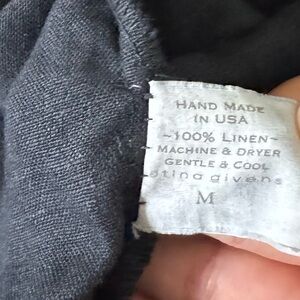 HAND MADE
IN USA
~100% LINEN~
MACHINE & DRYER
GENTLE & COOL
tina givens
M